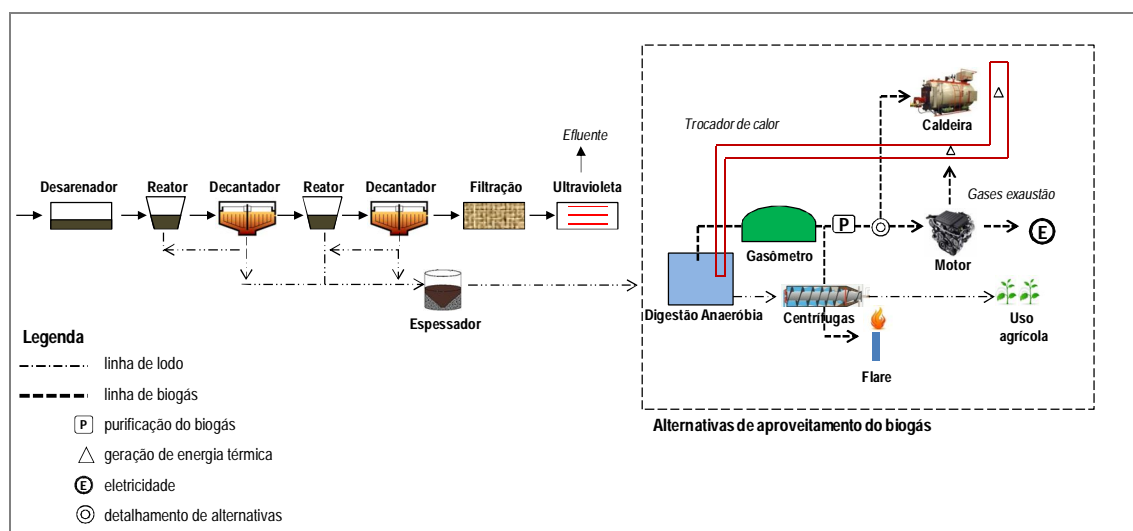 Efluente
Desarenador
Reator
Decantador
Reator
Decantador
Filtração
Ultravioleta
Espessador
Trocador de calor
Caldeira
Gases exaustão
Gasômetro
P
Motor
E
Digestão Anaeróbia
Centrífugas
Uso
agrícola
Flare
Alternativas de aproveitamento do biogás
Legenda
linha de lodo
linha de biogás
P purificação do biogás
geração de energia térmica
E eletricidade
detalhamento de alternativas